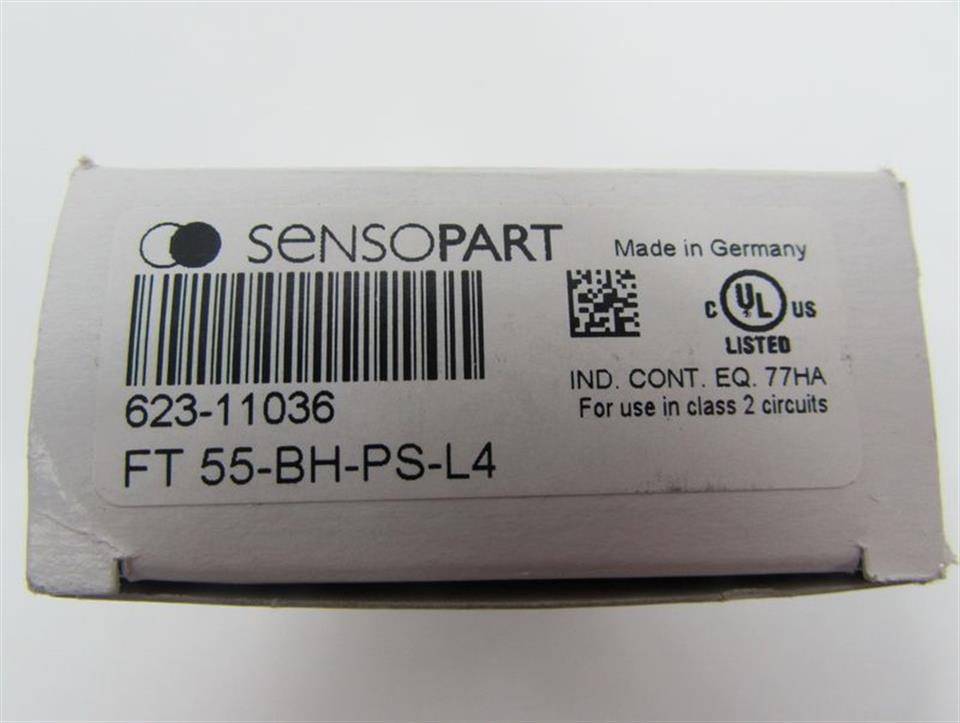 SENSOPART
Made in Germany
C UL US
LISTED
623-11036
IND. CONT. EQ. 77HA
For use in class 2 circuits
FT 55-BH-PS-L4